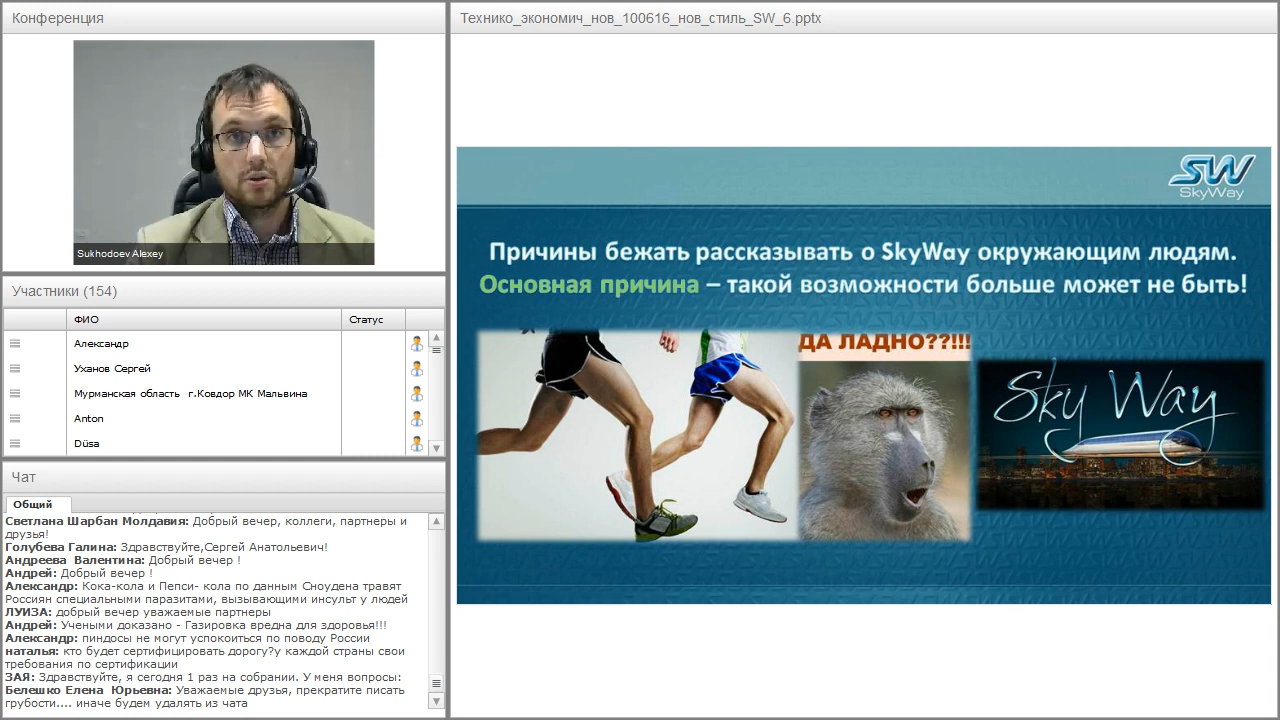 Конференция
Sukhodoev Alexey
Участники (154)
ФИО
Статус
Александр
Уханов Сергей
Мурманская область г.Ковдор МК Мальвина
Anton
Düsa
Чат
Общий
Светлана Шарбан Молдавия: Добрый вечер, коллеги, партнеры и
друзья!
Голубева Галина: Здравствуйте,Сергей Анатольевич!
Андреева Валентина: Добрый вечер !
Андрей: Добрый вечер !
Александр: Кока-кола и Пепси- кола по данным Сноудена травят
Россиян специальными паразитами, вызывающими инсульт у людей
ЛУИЗА: добрый вечер уважаемые партнеры
Андрей: Учеными доказано - Газировка вредна для здоровья!!!
Александр: пиндосы не могут успокоиться по поводу России
наталья: кто будет сертифицировать дорогу?у каждой страны свои
требования по сертификации
ЗАЯ: Здравствуйте, я сегодня 1 раз на собрании. У меня вопросы:
Белешко Елена Юрьевна: Уважаемые друзья, прекратите писать
грубости.... иначе будем удалять из чата
Технико_экономич_нов_100616_нов_стиль_SW_6.pptx
SW
SkyWay
Причины бежать рассказывать о SkyWay окружающим людям.
Основная причина – такой возможности больше может не быть!
ДА ЛАДНО??!!!
Sky Way